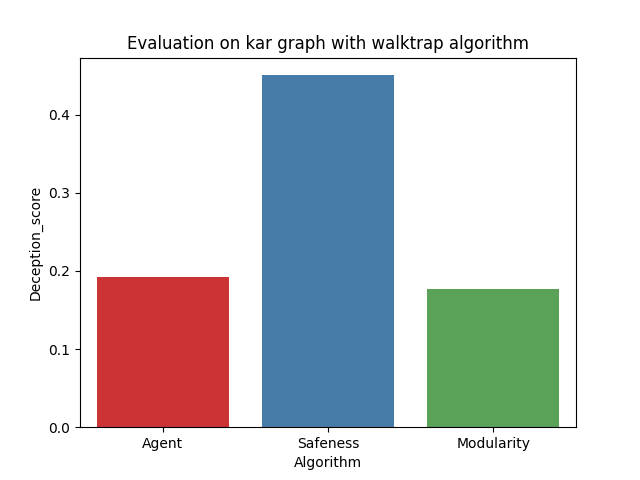 Evaluation on kar graph with walktrap algorithm
Deception_score
0.4
0.3
0.2
0.1
0.0
Agent
Safeness
Modularity
Algorithm